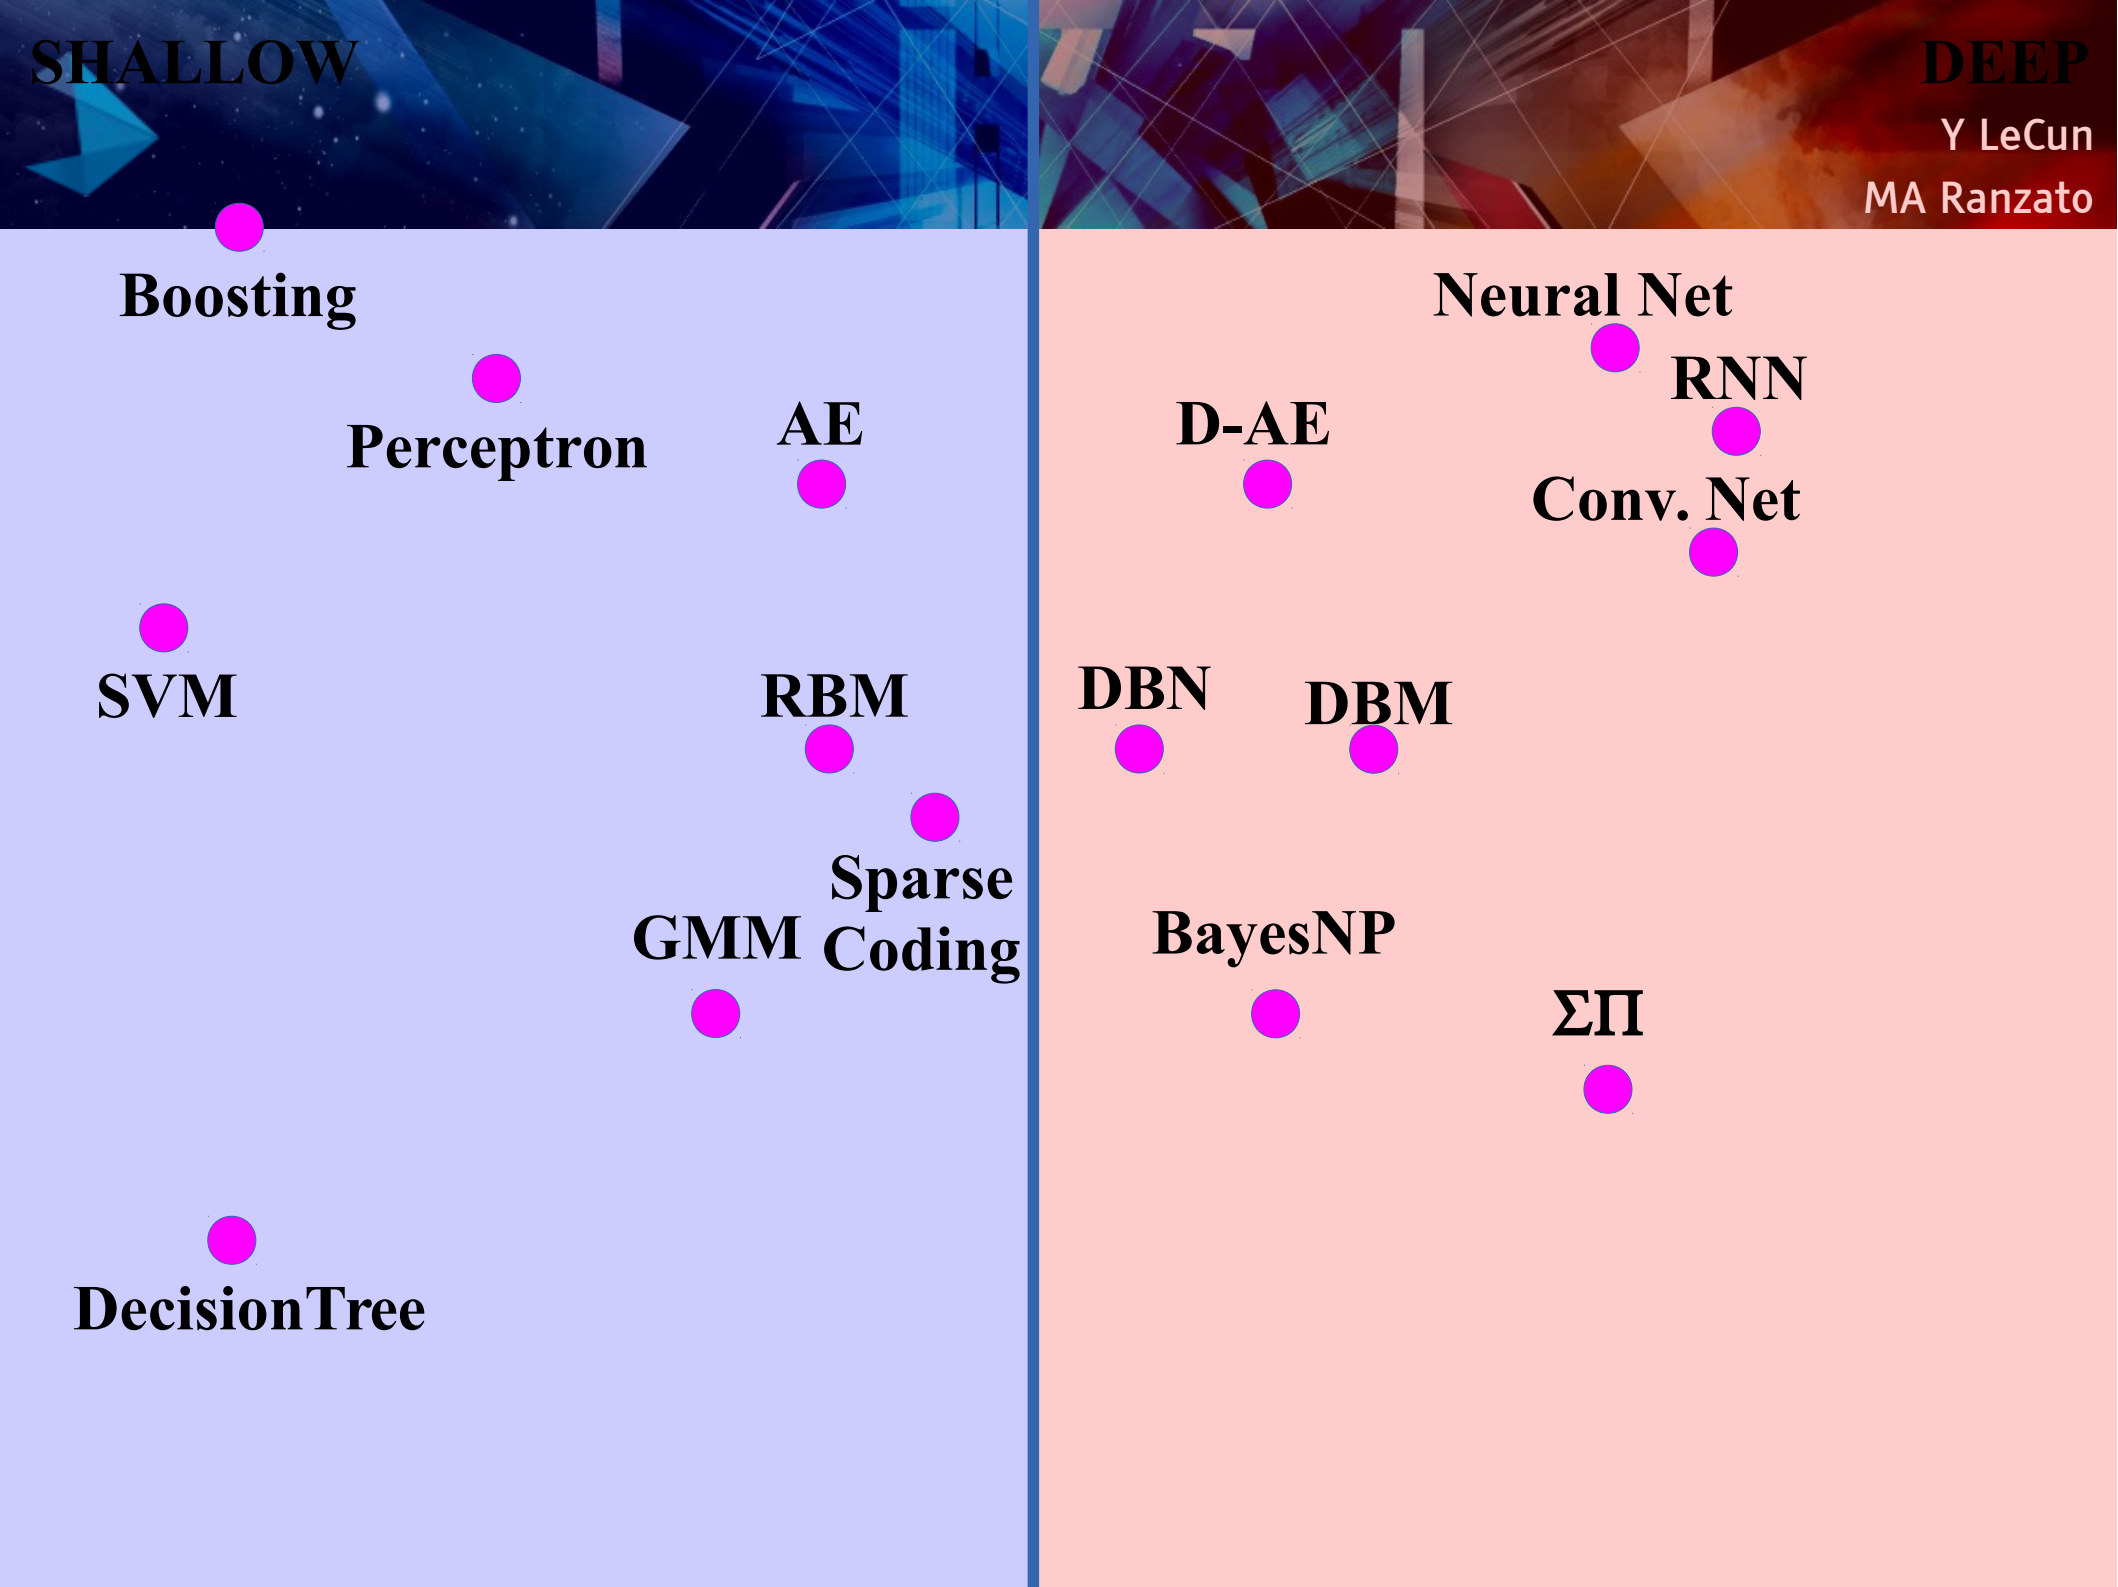 SHALLOW
DEEP
Y LeCun
MA Ranzato
Boosting
Neural Net
Perceptron
AE
D-AE
RNN
Conv. Net
SVM
RBM
DBN
DBM
Sparse
Coding
GMM
BayesNP
ΣΠ
DecisionTree